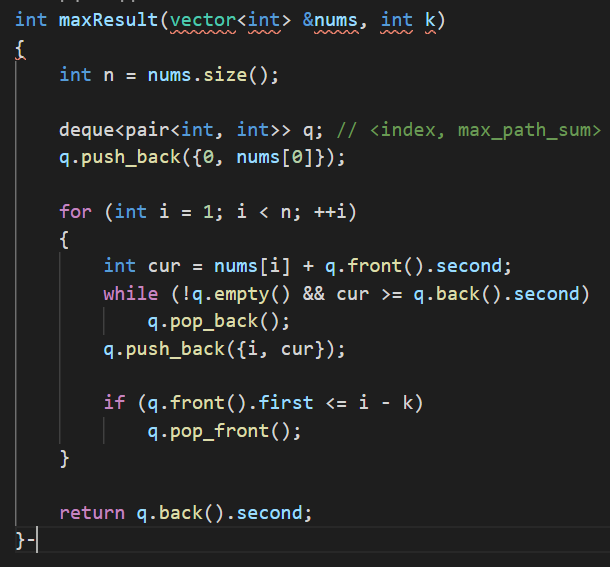 int maxResult(vector<int> &nums, int k)
{
    int n = nums.size();

    deque<pair<int, int>> q; // <index, max_path_sum>
    q.push_back({0, nums[0]});

    for (int i = 1; i < n; ++i)
    {
        int cur = nums[i] + q.front().second;
        while (!q.empty() && cur >= q.back().second)
            q.pop_back();
        q.push_back({i, cur});

        if (q.front().first <= i - k)
            q.pop_front();
    }

    return q.back().second;
}-